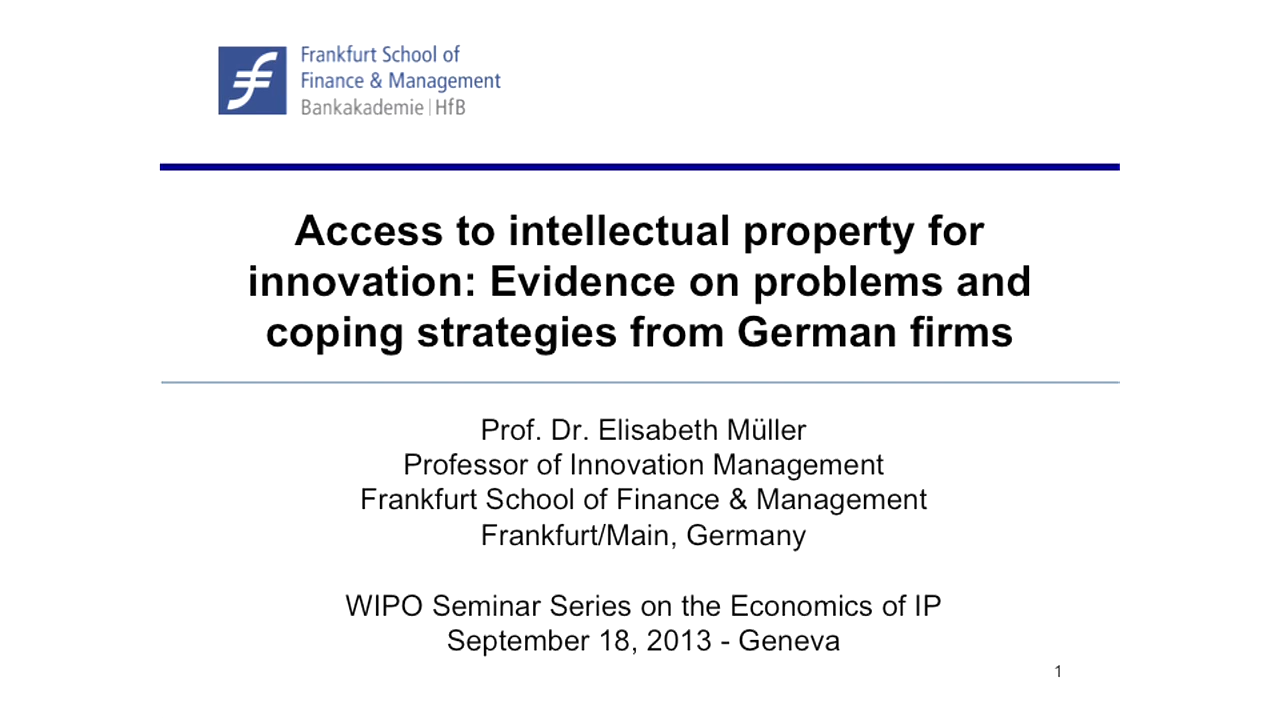 Frankfurt School of
Finance & Management
Bankakademie | HfB
Access to intellectual property for
innovation: Evidence on problems and
coping strategies from German firms
Prof. Dr. Elisabeth Müller
Professor of Innovation Management
Frankfurt School of Finance & Management
Frankfurt/Main, Germany
WIPO Seminar Series on the Economics of IP
September 18, 2013 - Geneva
1